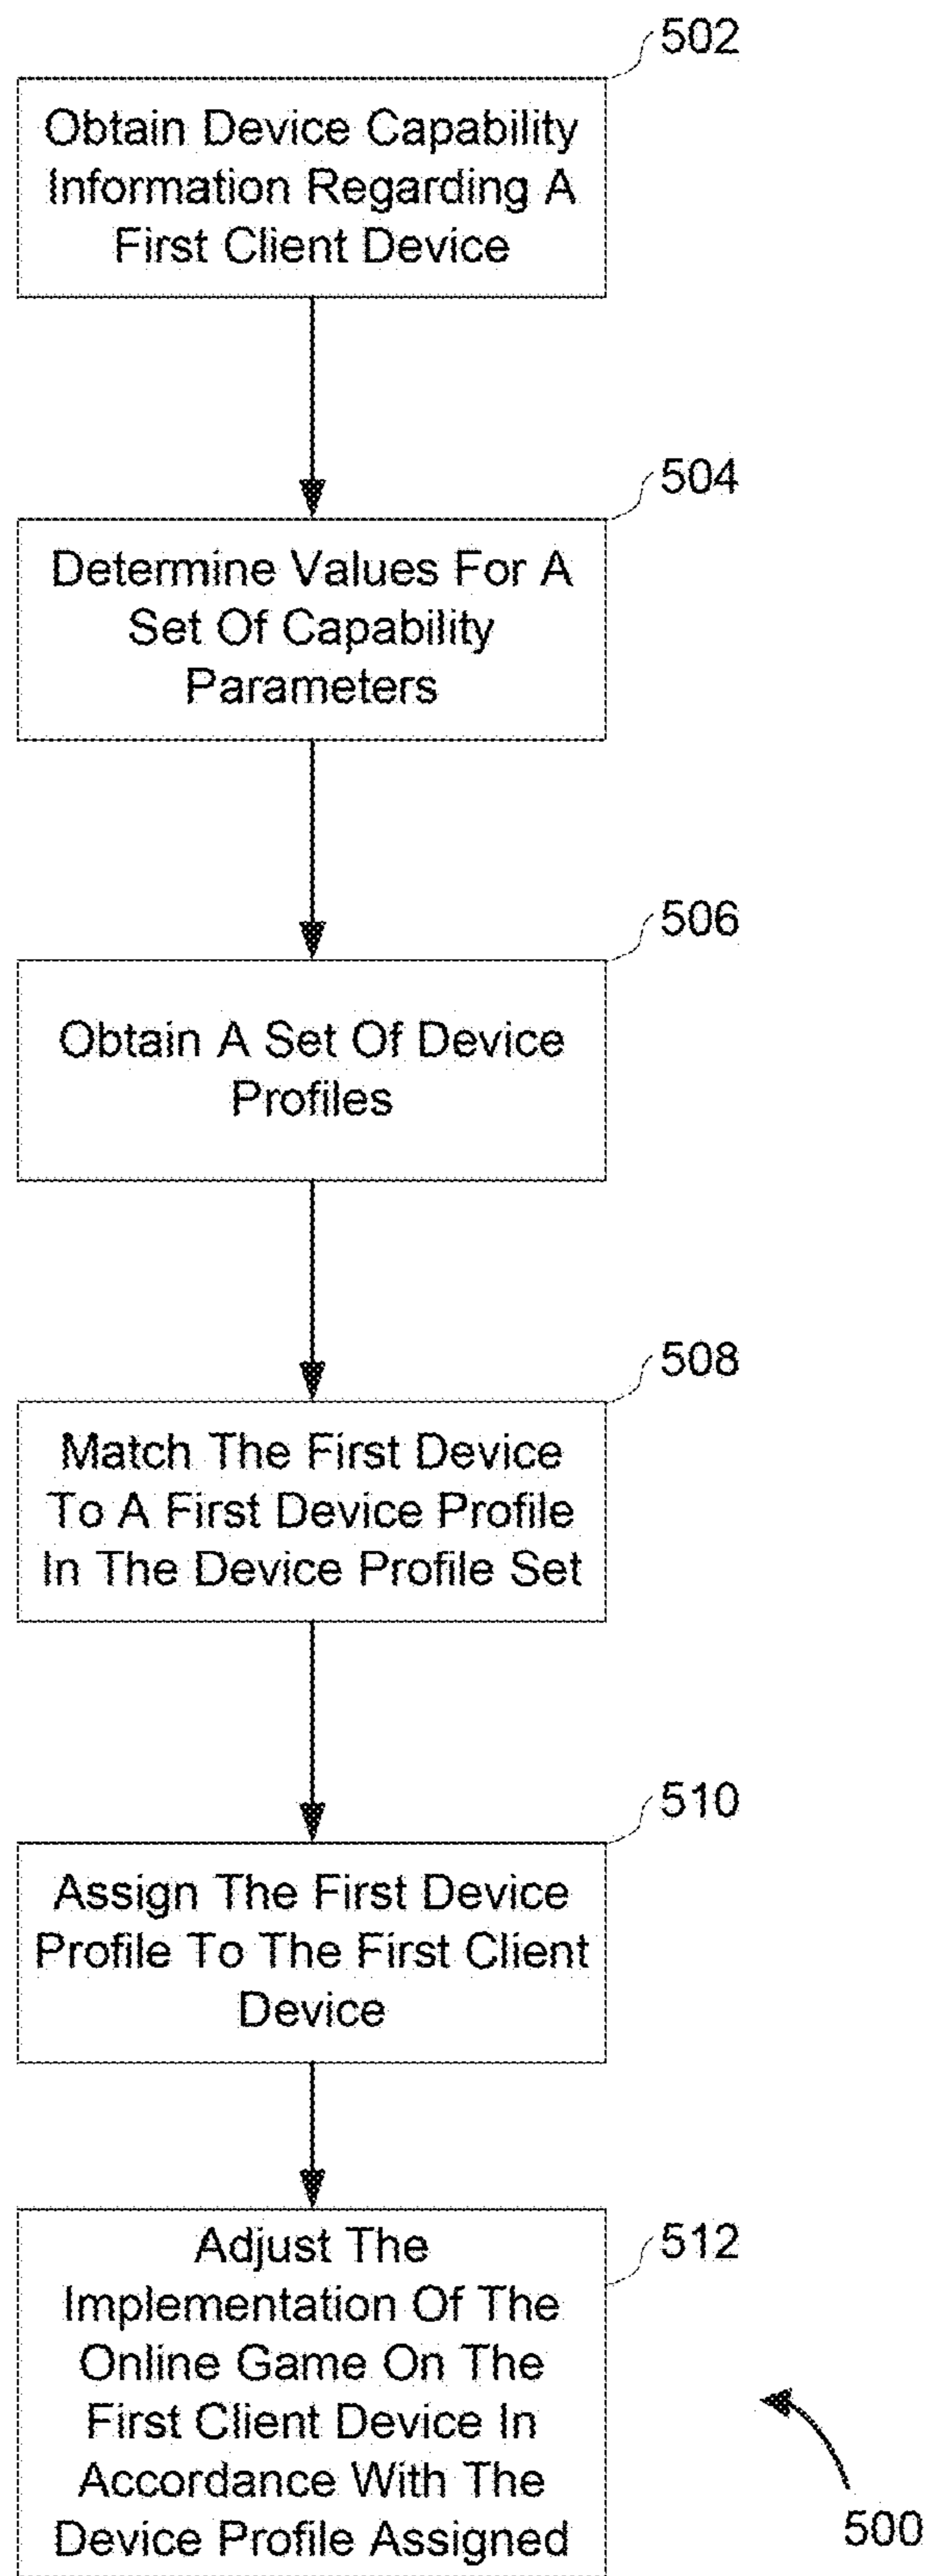 502
Obtain Device Capability
Information Regarding A
First Client Device
504
Determine Values For A
Set Of Capability
Parameters
506
Obtain A Set Of Device
Profiles
508
Match The First Device
To A First Device Profile
In The Device Profile Set
510
Assign The First Device
Profile To The First Client
Device
512
Adjust The
Implementation Of The
Online Game On The
First Client Device In
Accordance With The
Device Profile Assigned
500